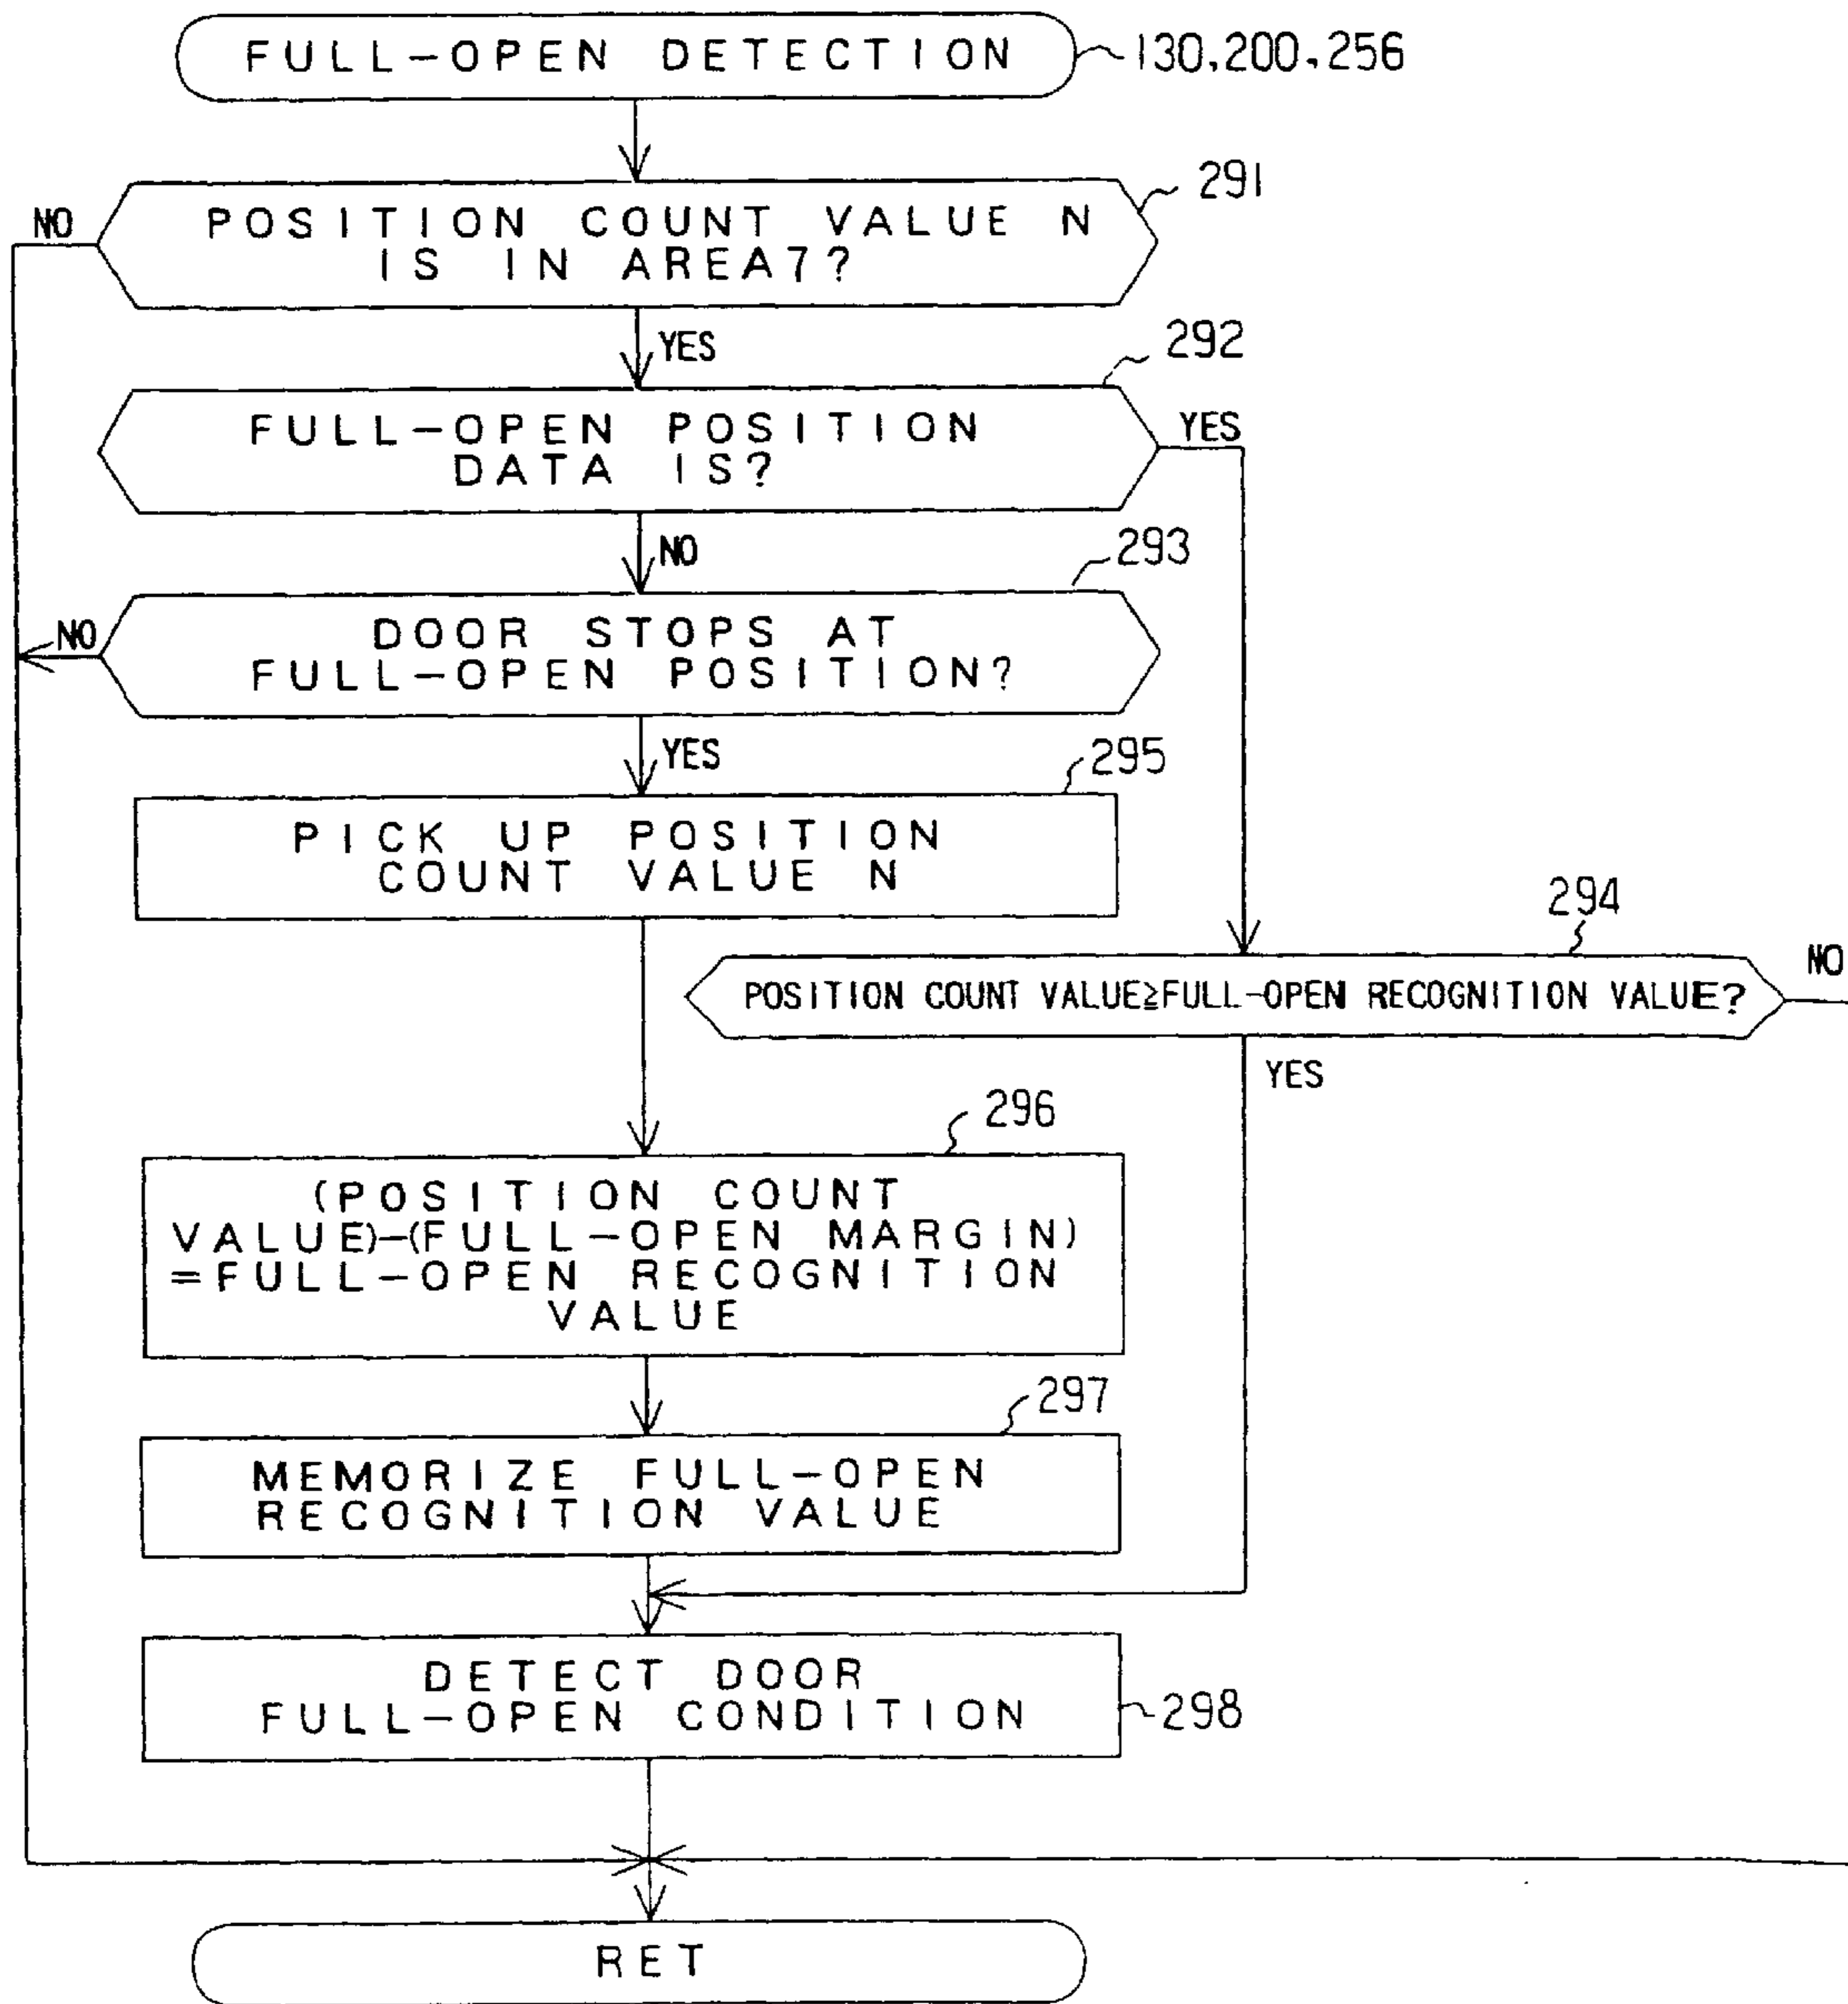 FULL-OPEN DETECTION
130,200,256
291
NO
POSITION COUNT VALUE N
IS IN AREA7?
YES
292
FULL-OPEN POSITION
DATA IS?
YES
NO
293
NO
DOOR STOPS AT
FULL-OPEN POSITION?
YES
295
PICK UP POSITION
COUNT VALUE N
294
NO
POSITION COUNT VALUE≧FULL-OPEN RECOGNITION VALUE?
YES
296
(POSITION COUNT
VALUE)-(FULL-OPEN MARGIN)
=FULL-OPEN RECOGNITION
VALUE
297
MEMORIZE FULL-OPEN
RECOGNITION VALUE
DETECT DOOR
FULL-OPEN CONDITION
298
RET